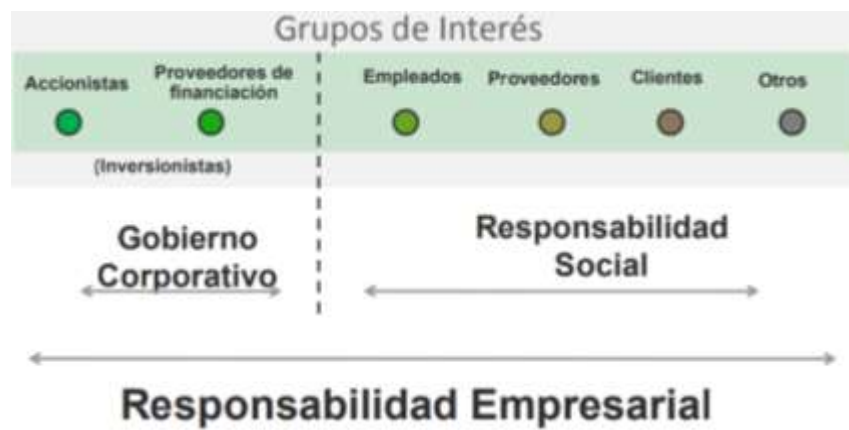 Grupos de Interés
Accionistas
Proveedores de
financiación
Empleados
Proveedores
Clientes
Otros
(Inversionistas)
Gobierno
Corporativo
Responsabilidad
Social
Responsabilidad Empresarial